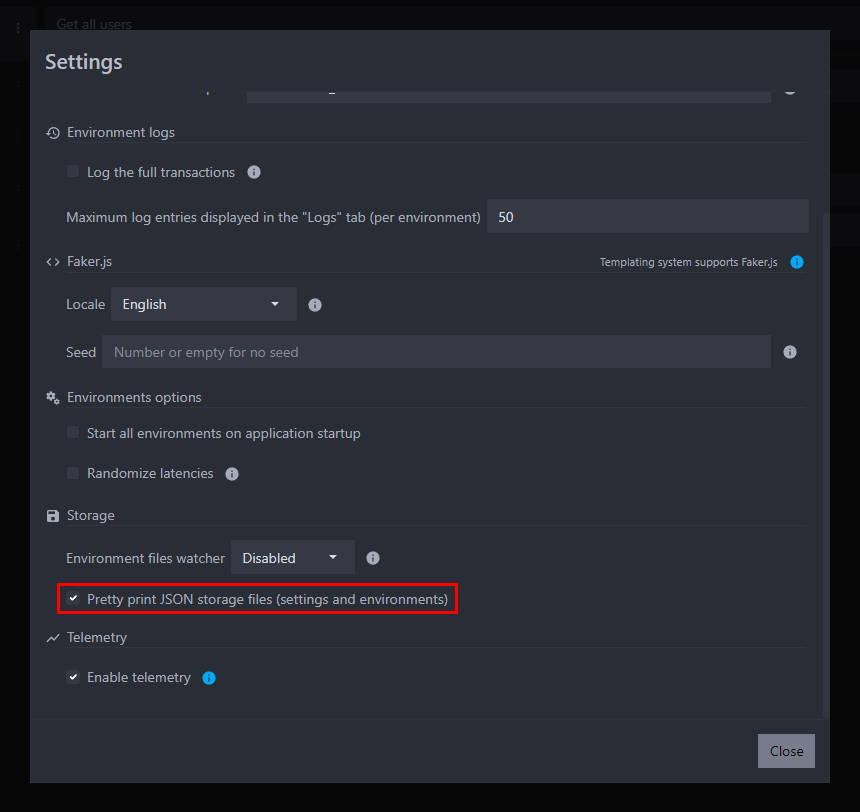 Get all users
Settings
Environment logs
Log the full transactions
Maximum log entries displayed in the "Logs" tab (per environment) 50
Faker.js Templating system supports Faker.js
Locale English
Seed Number or empty for no seed
Environments options
Start all environments on application startup
Randomize latencies
Storage
Environment files watcher Disabled
Pretty print JSON storage files (settings and environments)
Telemetry
Enable telemetry
Close